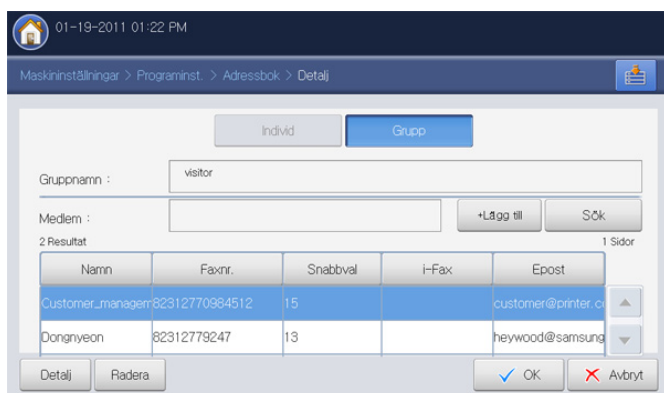 01-19-2011 01:22 PM
Maskininställningar > Programinst. > Adressbok > Detalj
Individ Grupp
Gruppnamn : visitor
Medlem : +Lägg till Sök
2 Resultat 1 Sidor
Namn Faxnr. Snabbval i-Fax Epost
Customer_managem 82312770984512 15 customer@printer.c
Dongnyeon 82312779247 13 heywood@samsung
Detalj Radera OK Avbryt